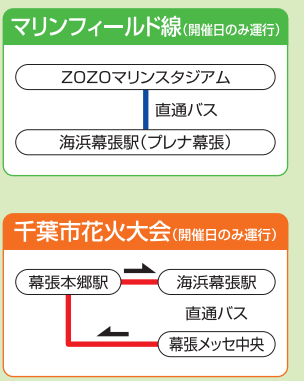 マリンフィールド線(開催日のみ運行)
ZOZOマリンスタジアム
直通バス
海浜幕張駅(プレナ幕張)
千葉市花火大会(開催日のみ運行)
幕張本郷駅
海浜幕張駅
直通バス
幕張メッセ中央